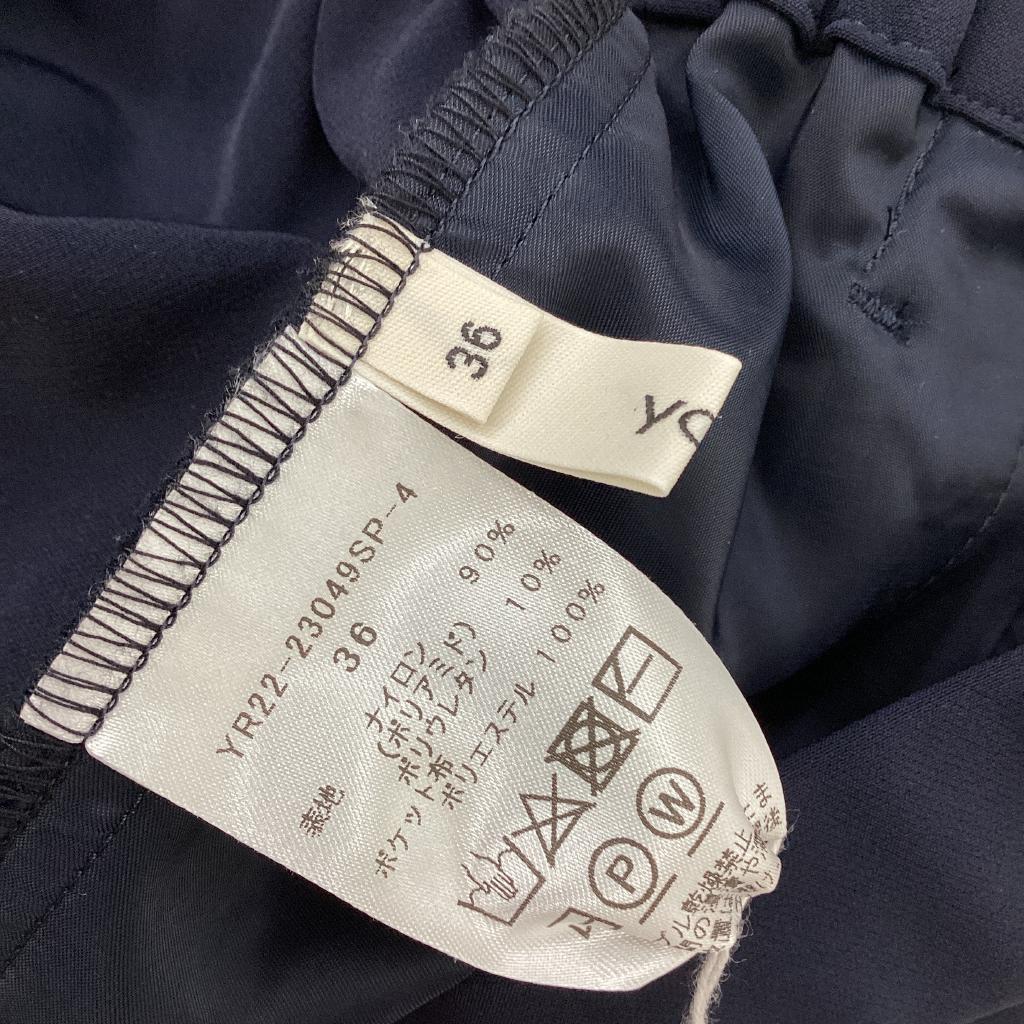 36
YO
YR22-23049SP-4
36
表地
ナイロン 90%
(ポリアミド)
ポリウレタン 10%
ポケット布
ポリエステル 100%
P
W